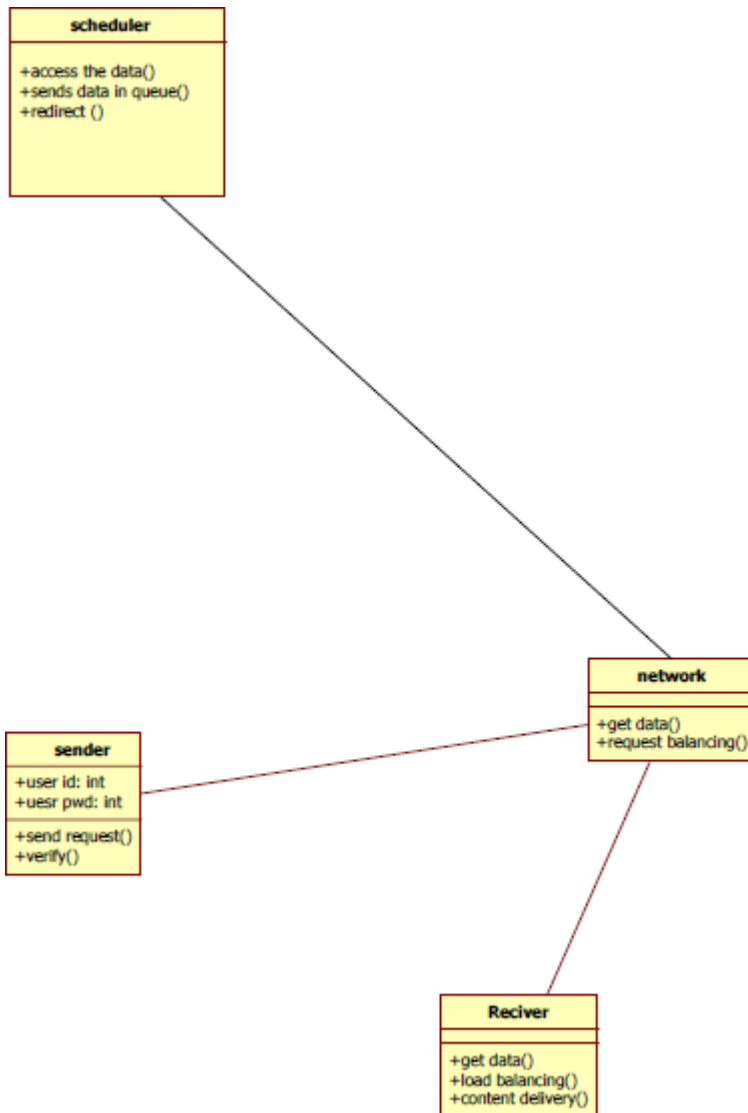 scheduler
+access the data()
+sends data in queue()
+redirect ()
network
+get data()
+request balancing()
sender
+user id: int
+uesr pwd: int
+send request()
+verify()
Reciver
+get data()
+load balancing()
+content delivery()